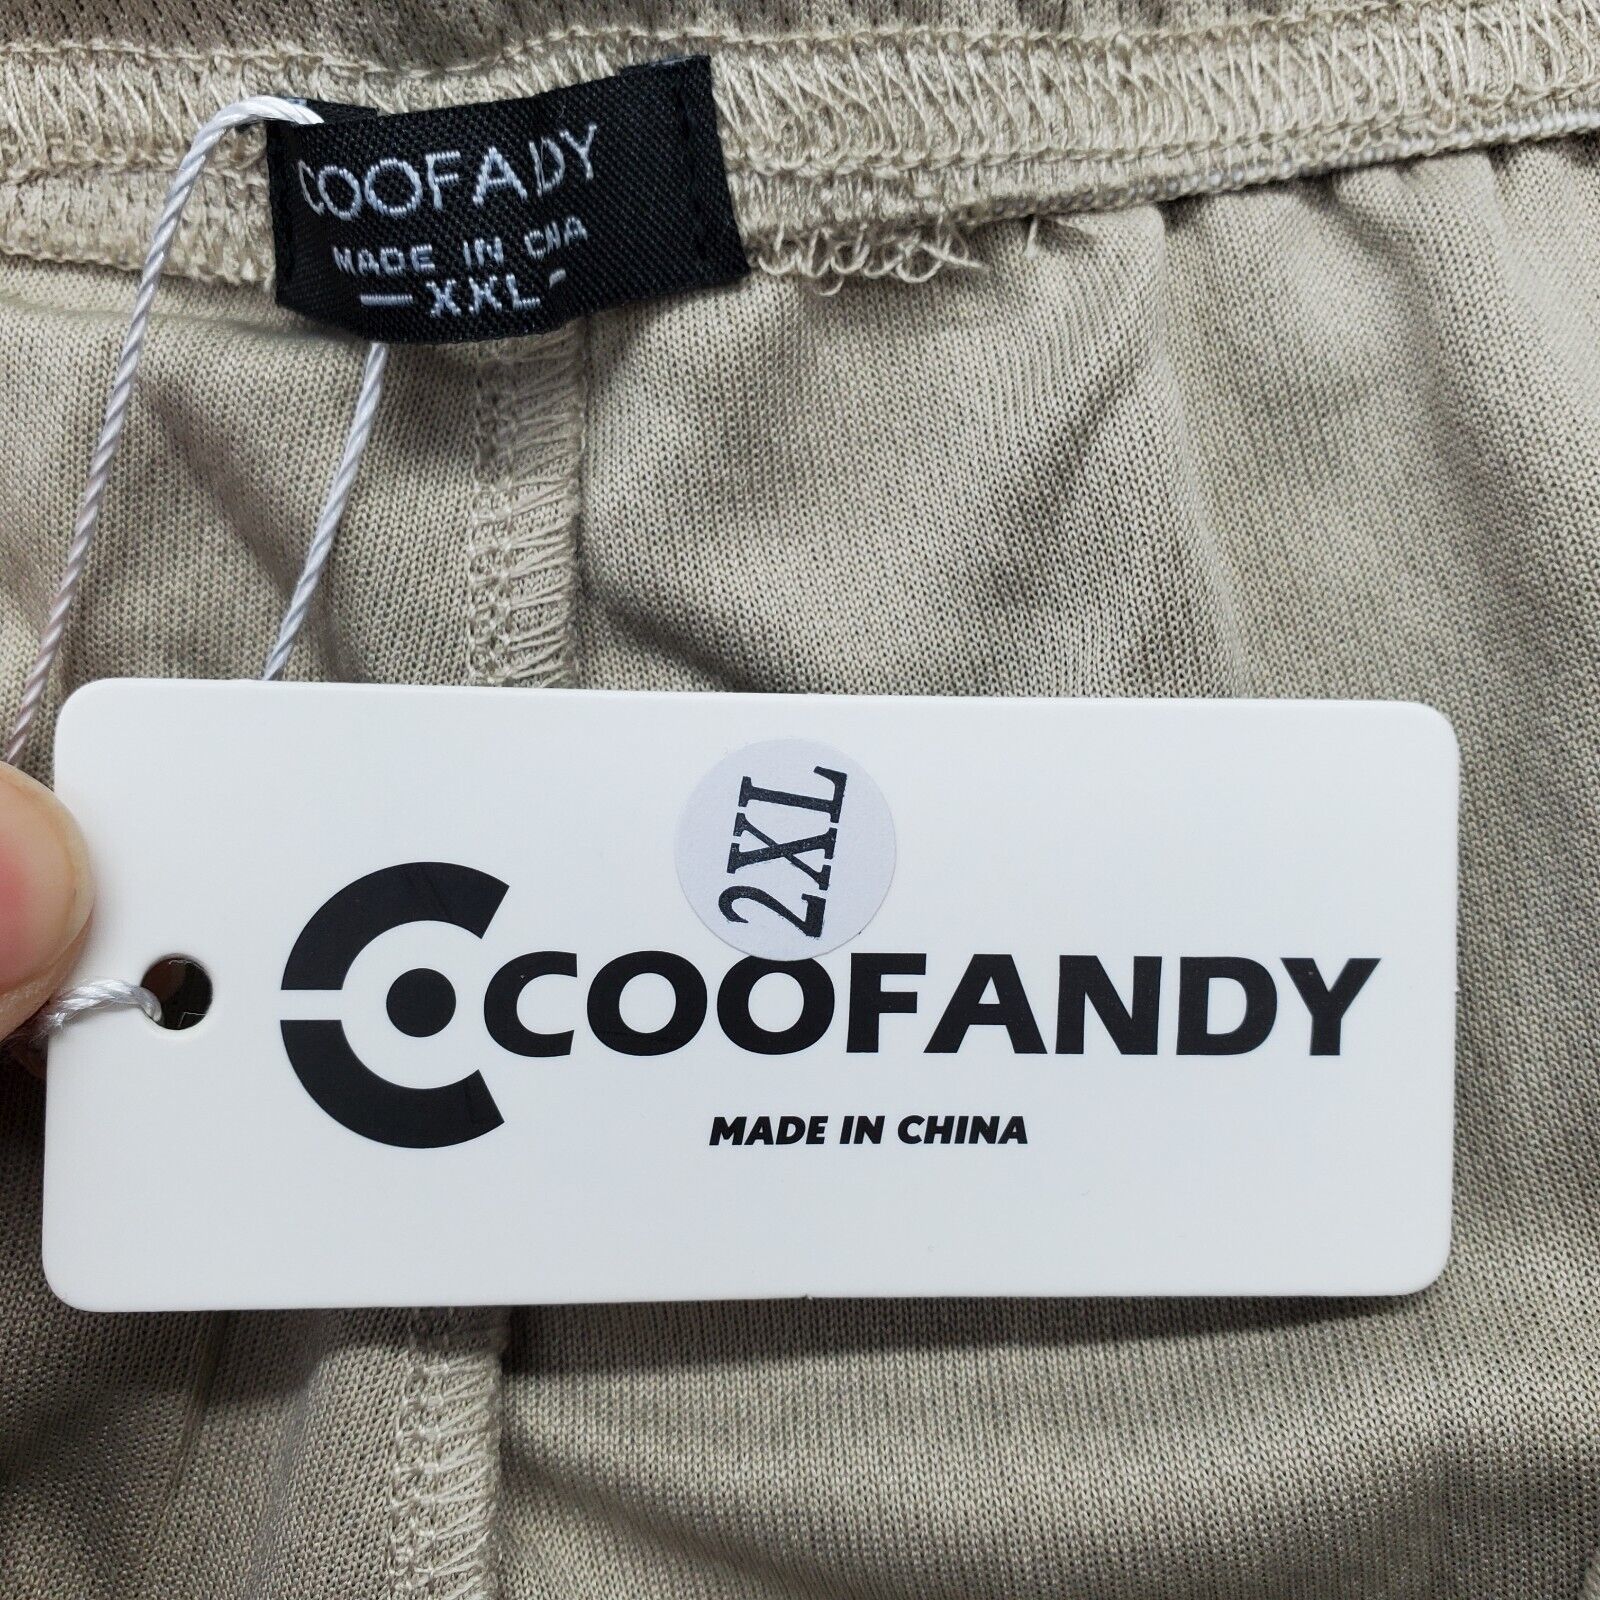 COOFADY
MADE IN CHA
- XXL -
2XL
COOFANDY
MADE IN CHINA